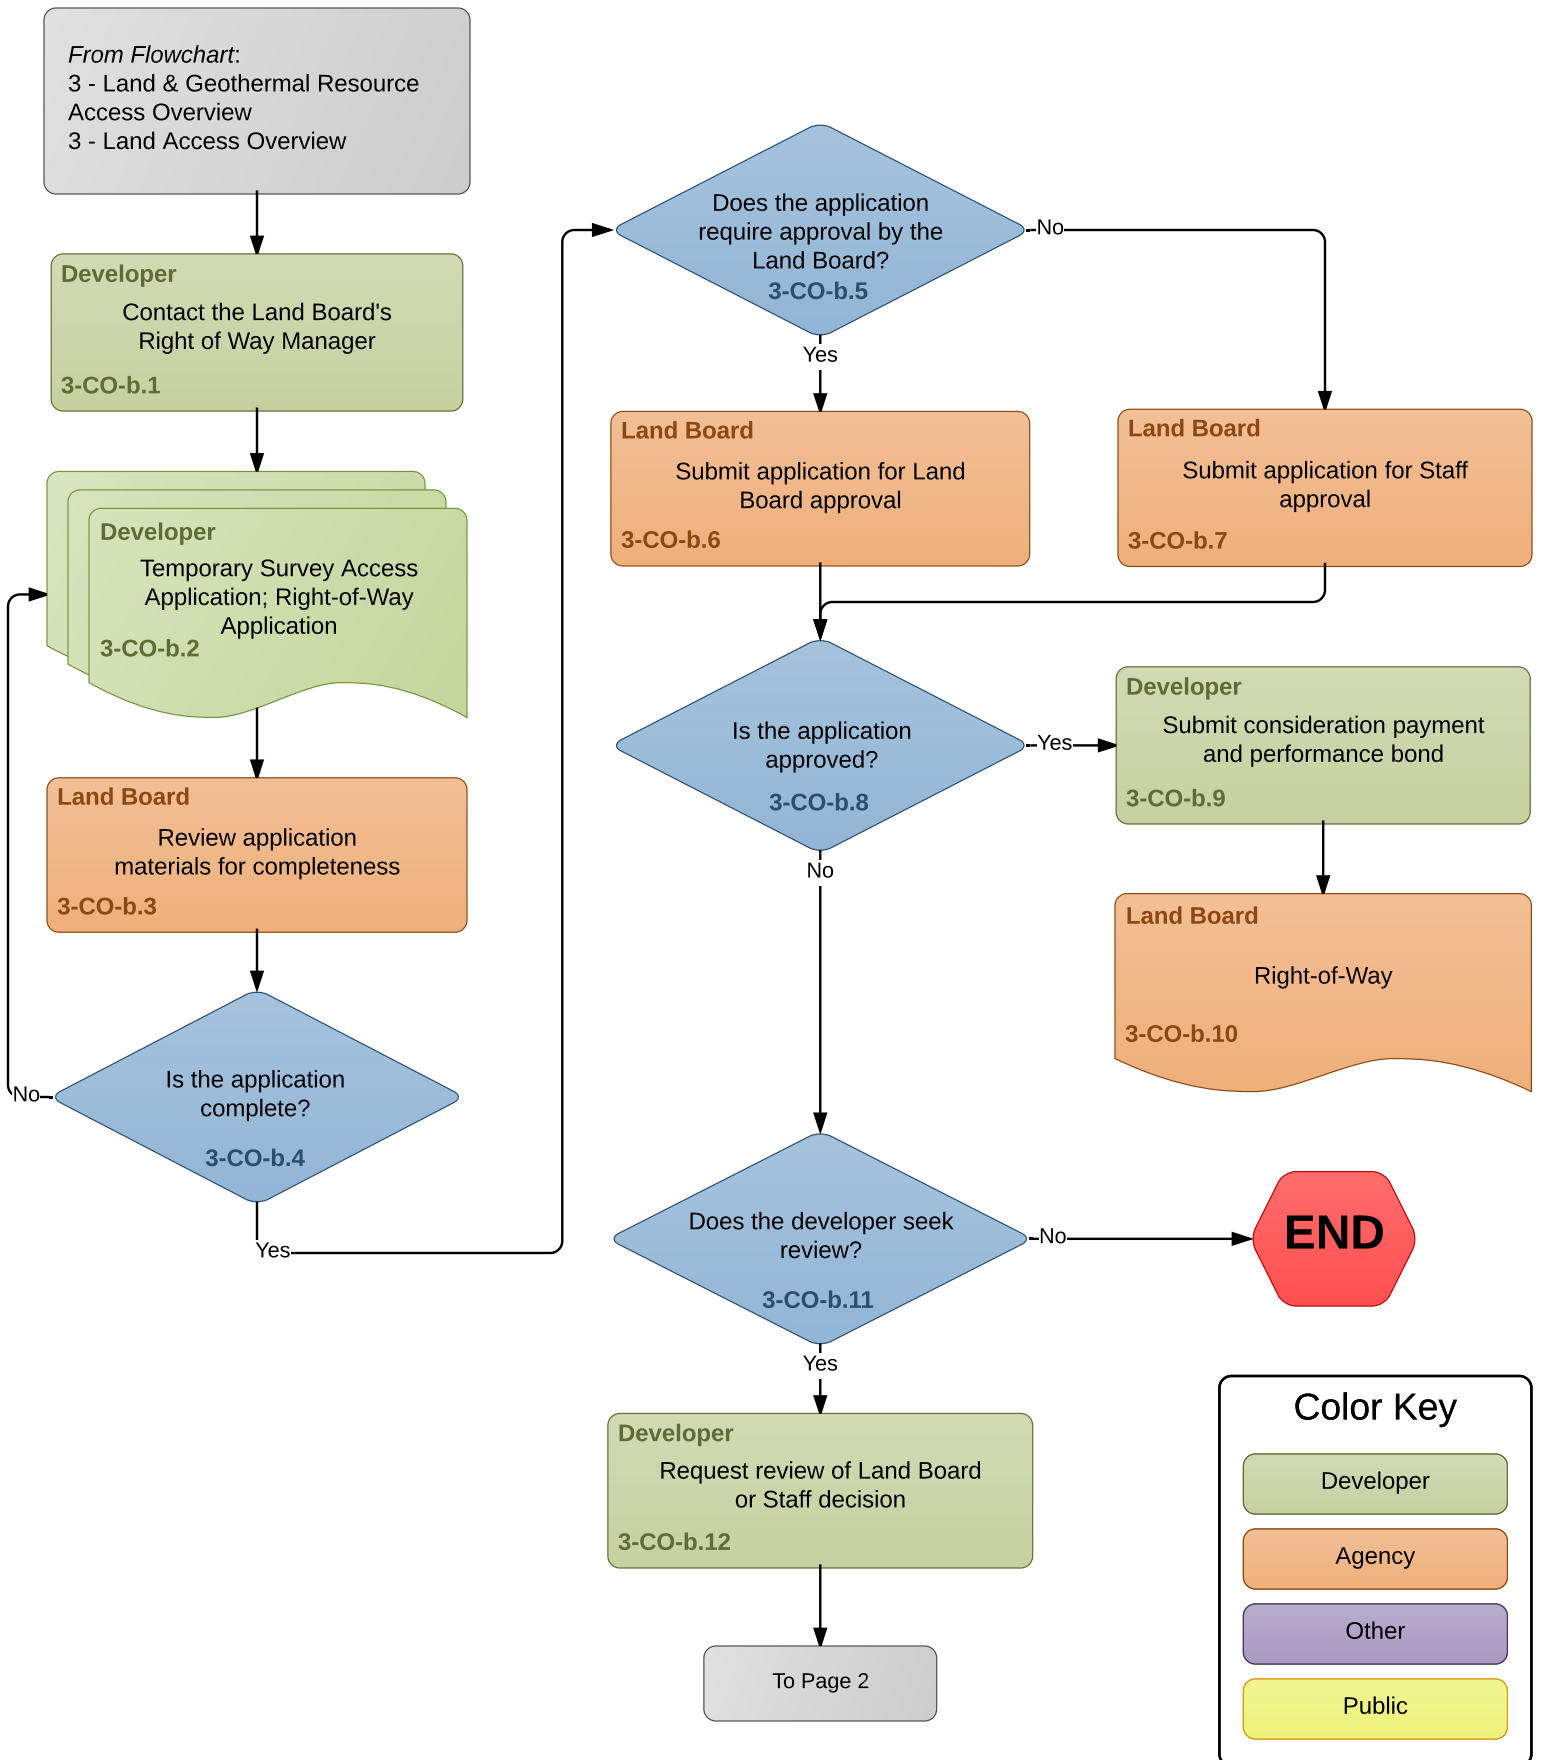 From Flowchart:
3 - Land & Geothermal Resource
Access Overview
3 - Land Access Overview
Developer
Contact the Land Board's
Right of Way Manager
3-CO-b.1
Developer
Temporary Survey Access
Application; Right-of-Way
Application
3-CO-b.2
Land Board
Review application
materials for completeness
3-CO-b.3
Is the application
complete?
3-CO-b.4
No
Yes
Does the application
require approval by the
Land Board?
3-CO-b.5
No
Yes
Land Board
Submit application for Land
Board approval
3-CO-b.6
Land Board
Submit application for Staff
approval
3-CO-b.7
Is the application
approved?
3-CO-b.8
Yes
No
Developer
Submit consideration payment
and performance bond
3-CO-b.9
Land Board
Right-of-Way
3-CO-b.10
Does the developer seek
review?
3-CO-b.11
No
END
Yes
Developer
Request review of Land Board
or Staff decision
3-CO-b.12
To Page 2
Color Key
Developer
Agency
Other
Public